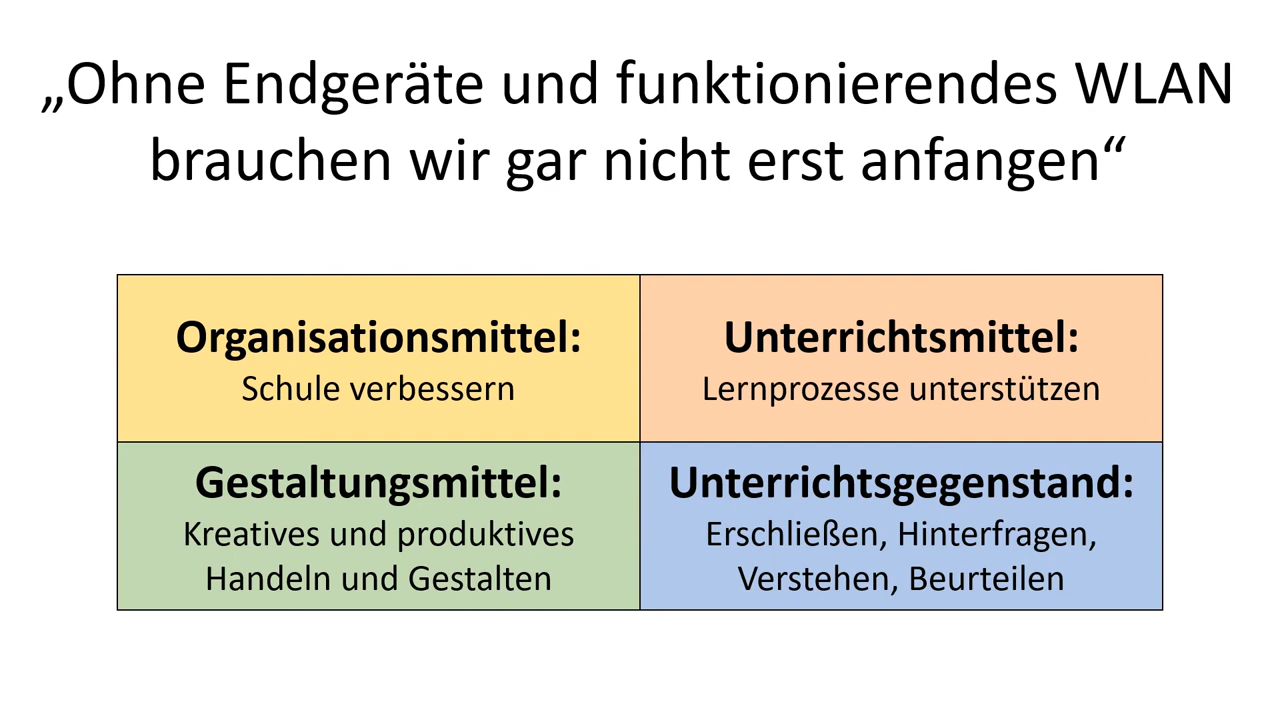 „Ohne Endgeräte und funktionierendes WLAN
brauchen wir gar nicht erst anfangen“
Organisationsmittel:
Schule verbessern
Unterrichtsmittel:
Lernprozesse unterstützen
Gestaltungsmittel:
Kreatives und produktives
Handeln und Gestalten
Unterrichtsgegenstand:
Erschließen, Hinterfragen,
Verstehen, Beurteilen